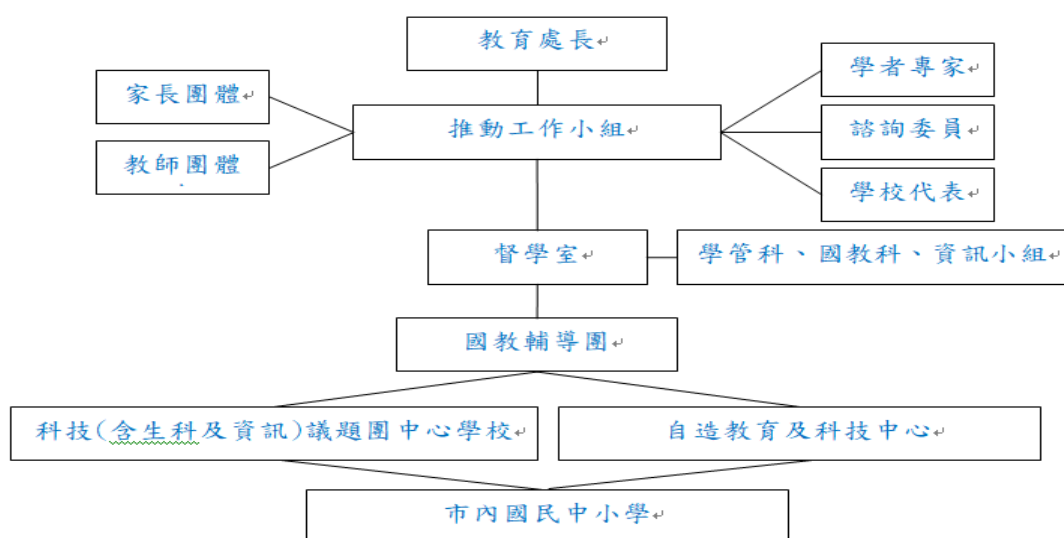 教育處長
家長團體
學者專家
推動工作小組
諮詢委員
教師團體
學校代表
督學室
學管科、國教科、資訊小組
國教輔導團
科技(含生科及資訊)議題團中心學校
自造教育及科技中心
市內國民中小學